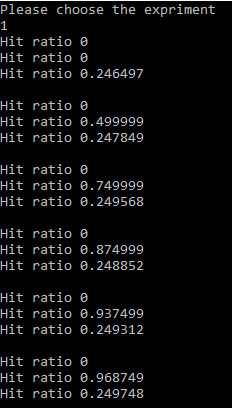 Please choose the expriment
1
Hit ratio 0
Hit ratio 0
Hit ratio 0.246497
Hit ratio 0
Hit ratio 0.499999
Hit ratio 0.247849
Hit ratio 0
Hit ratio 0.749999
Hit ratio 0.249568
Hit ratio 0
Hit ratio 0.874999
Hit ratio 0.248852
Hit ratio 0
Hit ratio 0.937499
Hit ratio 0.249312
Hit ratio 0
Hit ratio 0.968749
Hit ratio 0.249748